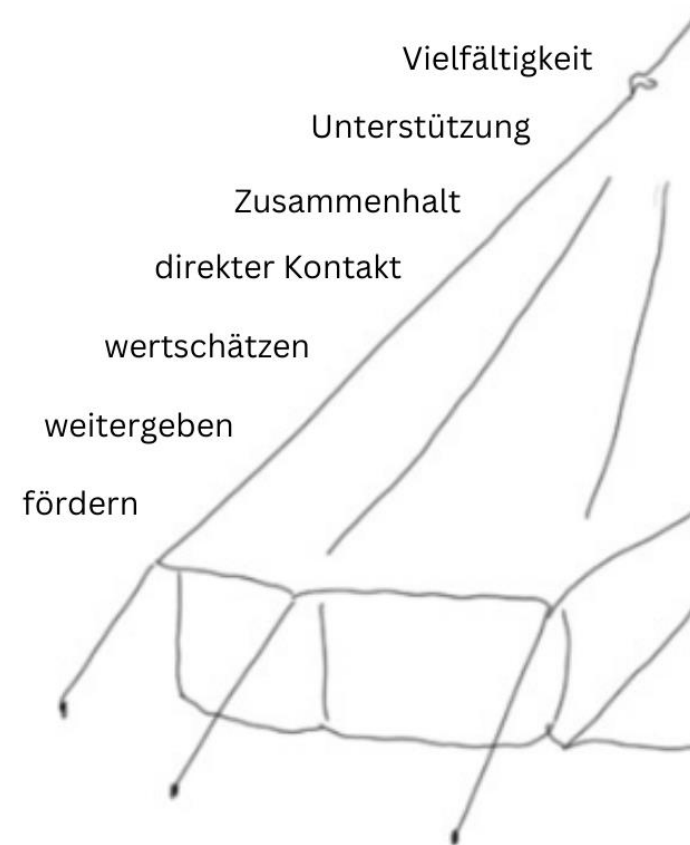 Vielfältigkeit
Unterstützung
Zusammenhalt
direkter Kontakt
wertschätzen
weitergeben
fördern